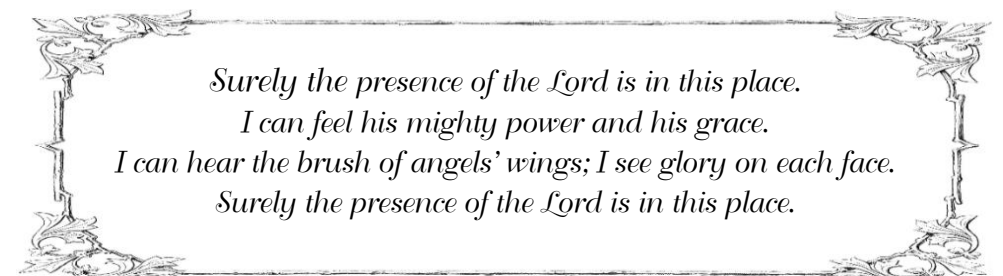 Surely the presence of the Lord is in this place.
I can feel his mighty power and his grace.
I can hear the brush of angels’ wings; I see glory on each face.
Surely the presence of the Lord is in this place.